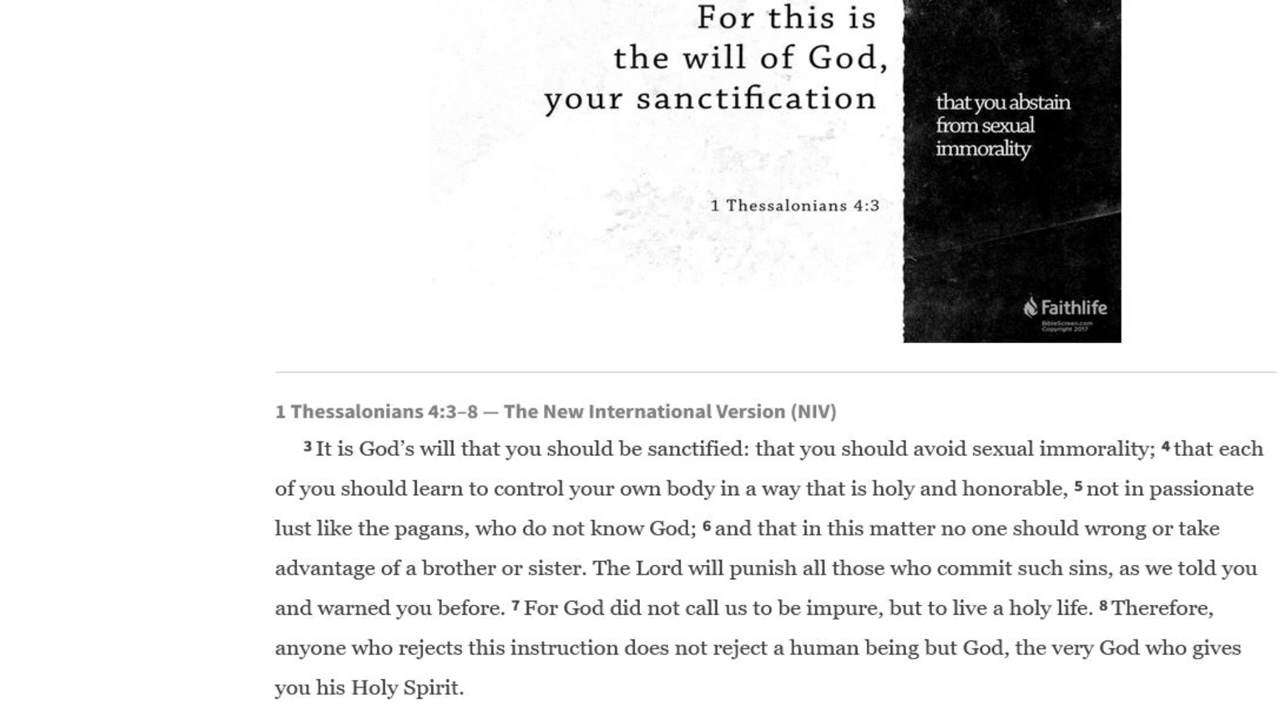 For this is
the will of God,
your sanctification
1 Thessalonians 4:3
that you abstain
from sexual
immorality
Faithlife
BibleScreen.com
Copyright 2017
1 Thessalonians 4:3–8 — The New International Version (NIV)
3 It is God’s will that you should be sanctified: that you should avoid sexual immorality; 4 that each
of you should learn to control your own body in a way that is holy and honorable, 5 not in passionate
lust like the pagans, who do not know God; 6 and that in this matter no one should wrong or take
advantage of a brother or sister. The Lord will punish all those who commit such sins, as we told you
and warned you before. 7 For God did not call us to be impure, but to live a holy life. 8 Therefore,
anyone who rejects this instruction does not reject a human being but God, the very God who gives
you his Holy Spirit.